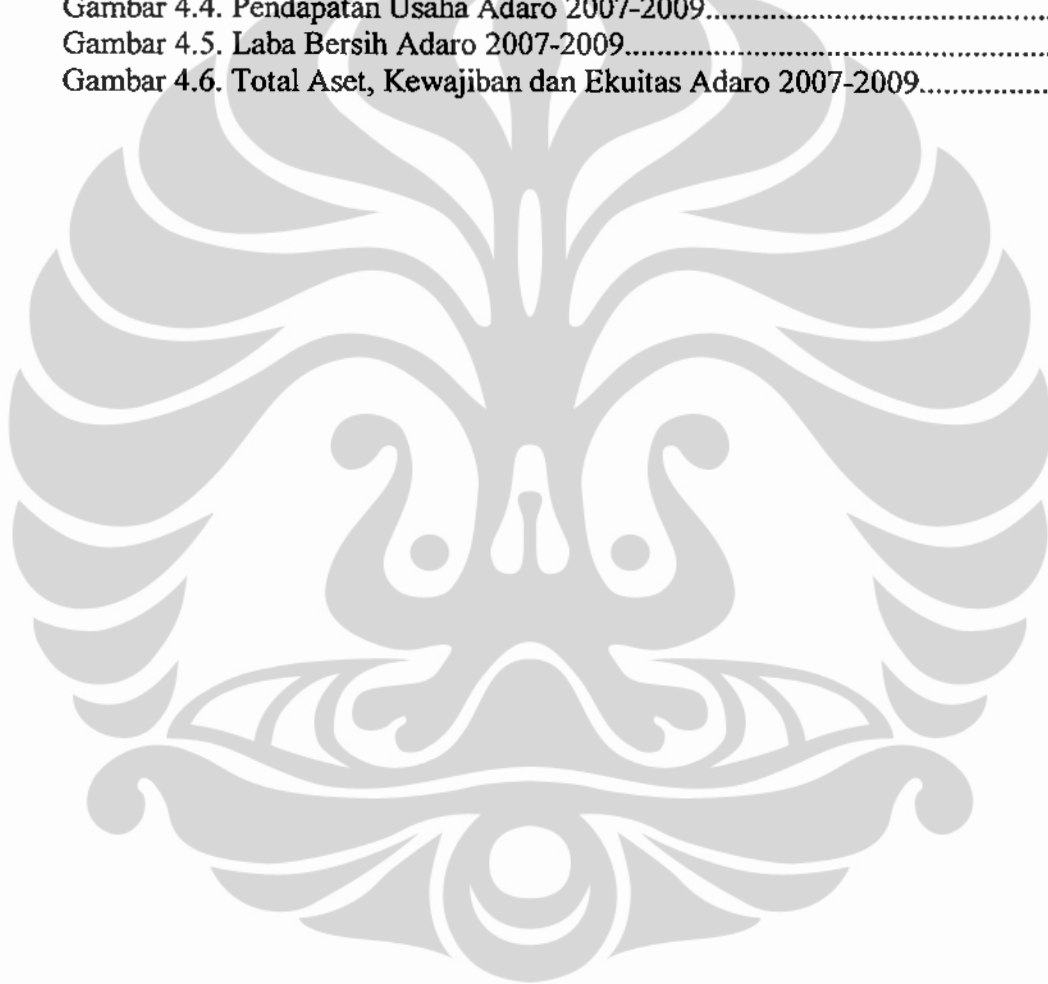 Gambar 4.4. Pendapatan Usaha Adaro 2007-2009..............................................
Gambar 4.5. Laba Bersih Adaro 2007-2009..........................................................
Gambar 4.6. Total Aset, Kewajiban dan Ekuitas Adaro 2007-2009.................